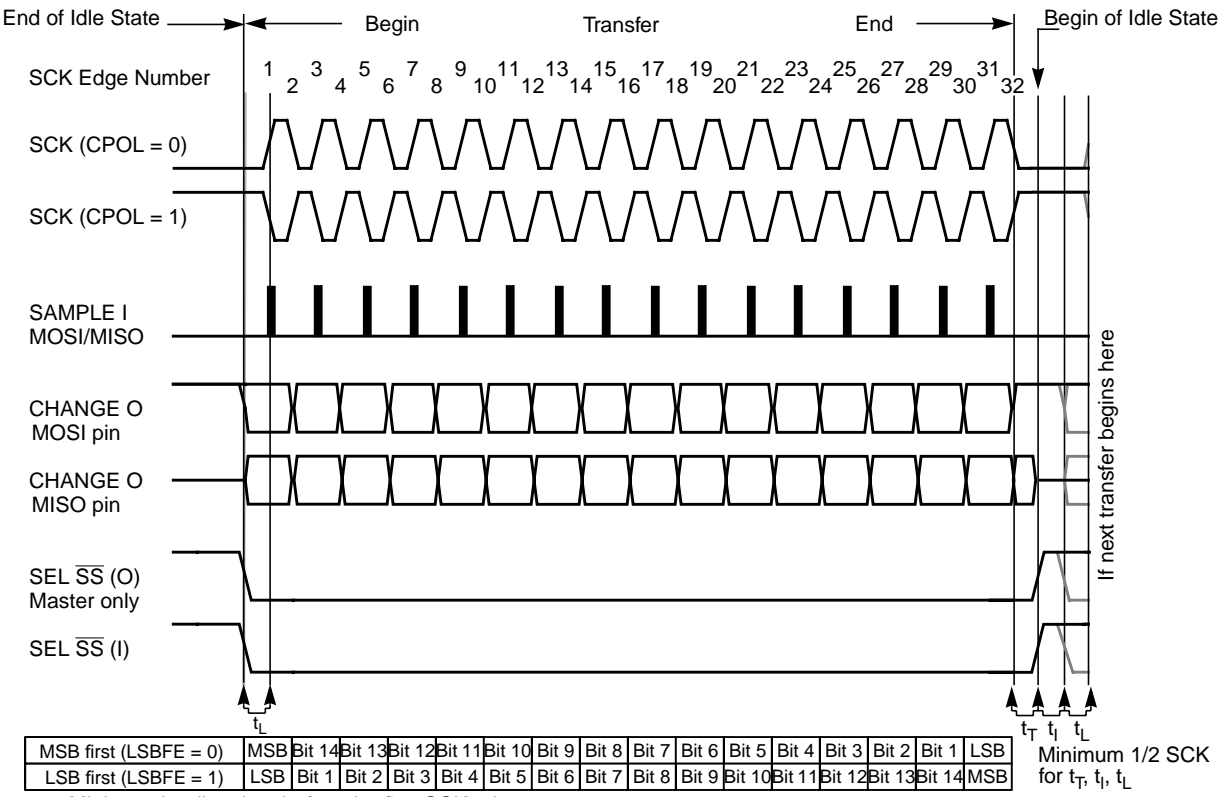 End of Idle State
Begin
Transfer
End
Begin of Idle State
SCK Edge Number
1 3 5 7 9 11 13 15 17 19 21 23 25 27 29 31
2 4 6 8 10 12 14 16 18 20 22 24 26 28 30 32
SCK (CPOL = 0)
SCK (CPOL = 1)
SAMPLE I
MOSI/MISO
CHANGE O
MOSI pin
CHANGE O
MISO pin
SEL SS (O)
Master only
SEL SS (I)
If next transfer begins here
tL
tT tI tL
MSB first (LSBFE = 0) MSB Bit 14 Bit 13 Bit 12 Bit 11 Bit 10 Bit 9 Bit 8 Bit 7 Bit 6 Bit 5 Bit 4 Bit 3 Bit 2 Bit 1 LSB
LSB first (LSBFE = 1) LSB Bit 1 Bit 2 Bit 3 Bit 4 Bit 5 Bit 6 Bit 7 Bit 8 Bit 9 Bit 10 Bit 11 Bit 12 Bit 13 Bit 14 MSB
Minimum 1/2 SCK
for tT, tI, tL